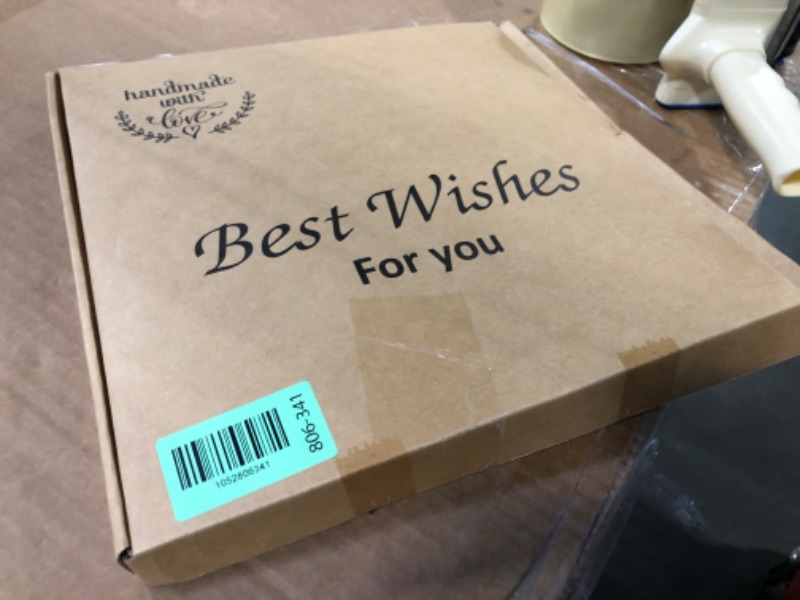 handmade
with
love
Best Wishes
For you
806-341
1052806341